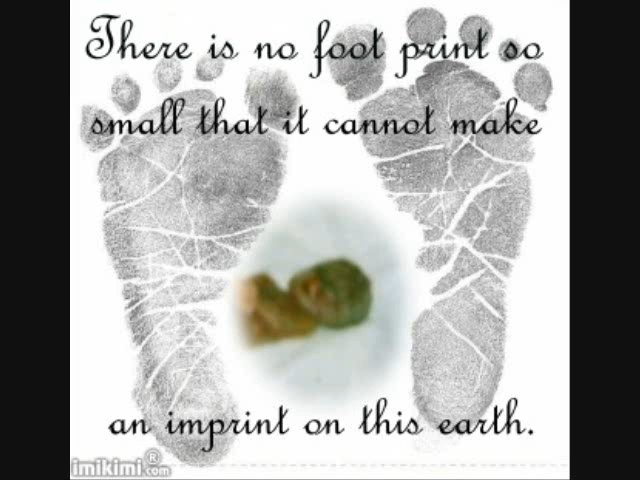 There is no foot print so
small that it cannot make
an imprint on this earth.
imikimi.com®